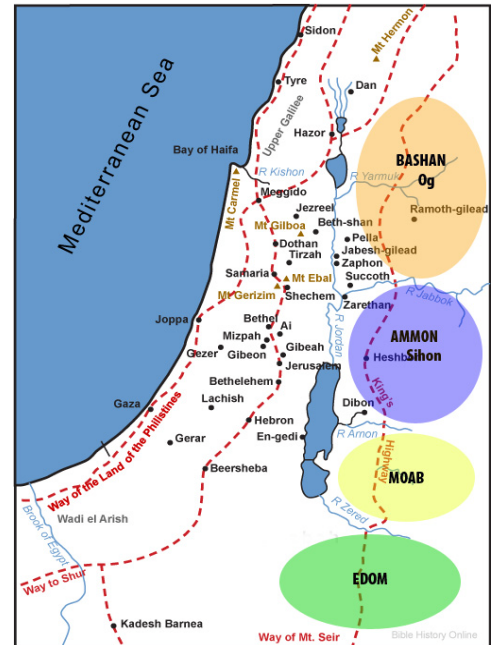 Sidon
Mt Hermon
Tyre
Dan
Upper Galilee
Mediterranean Sea
Hazor
Bay of Haifa
R Kishon
BASHAN
Og
R Yarmuk
Meggido
Mt Carmel
Jezreel
Ramoth-gilead
Mt Gilboa
Beth-shan
Pella
Dothan
Jabesh-gilead
Tirzah
Zaphon
Samaria
Mt Ebal
Succoth
Mt Gerizim
Shechem
R Jabbok
Zarethan
Joppa
Bethel
Ai
R Jordan
AMMON
Sihon
Mizpah
Gezer
Gibeon
Gibeah
Heshbon
Jerusalem
Bethelehem
King's
Highway
Gaza
Lachish
Dibon
Way of the Land of the Philistines
Hebron
Gerar
En-gedi
R Arnon
Beersheba
MOAB
Brook of Egypt
Wadi el Arish
R Zered
Way to Shur
EDOM
Kadesh Barnea
Way of Mt. Seir
Bible History Online